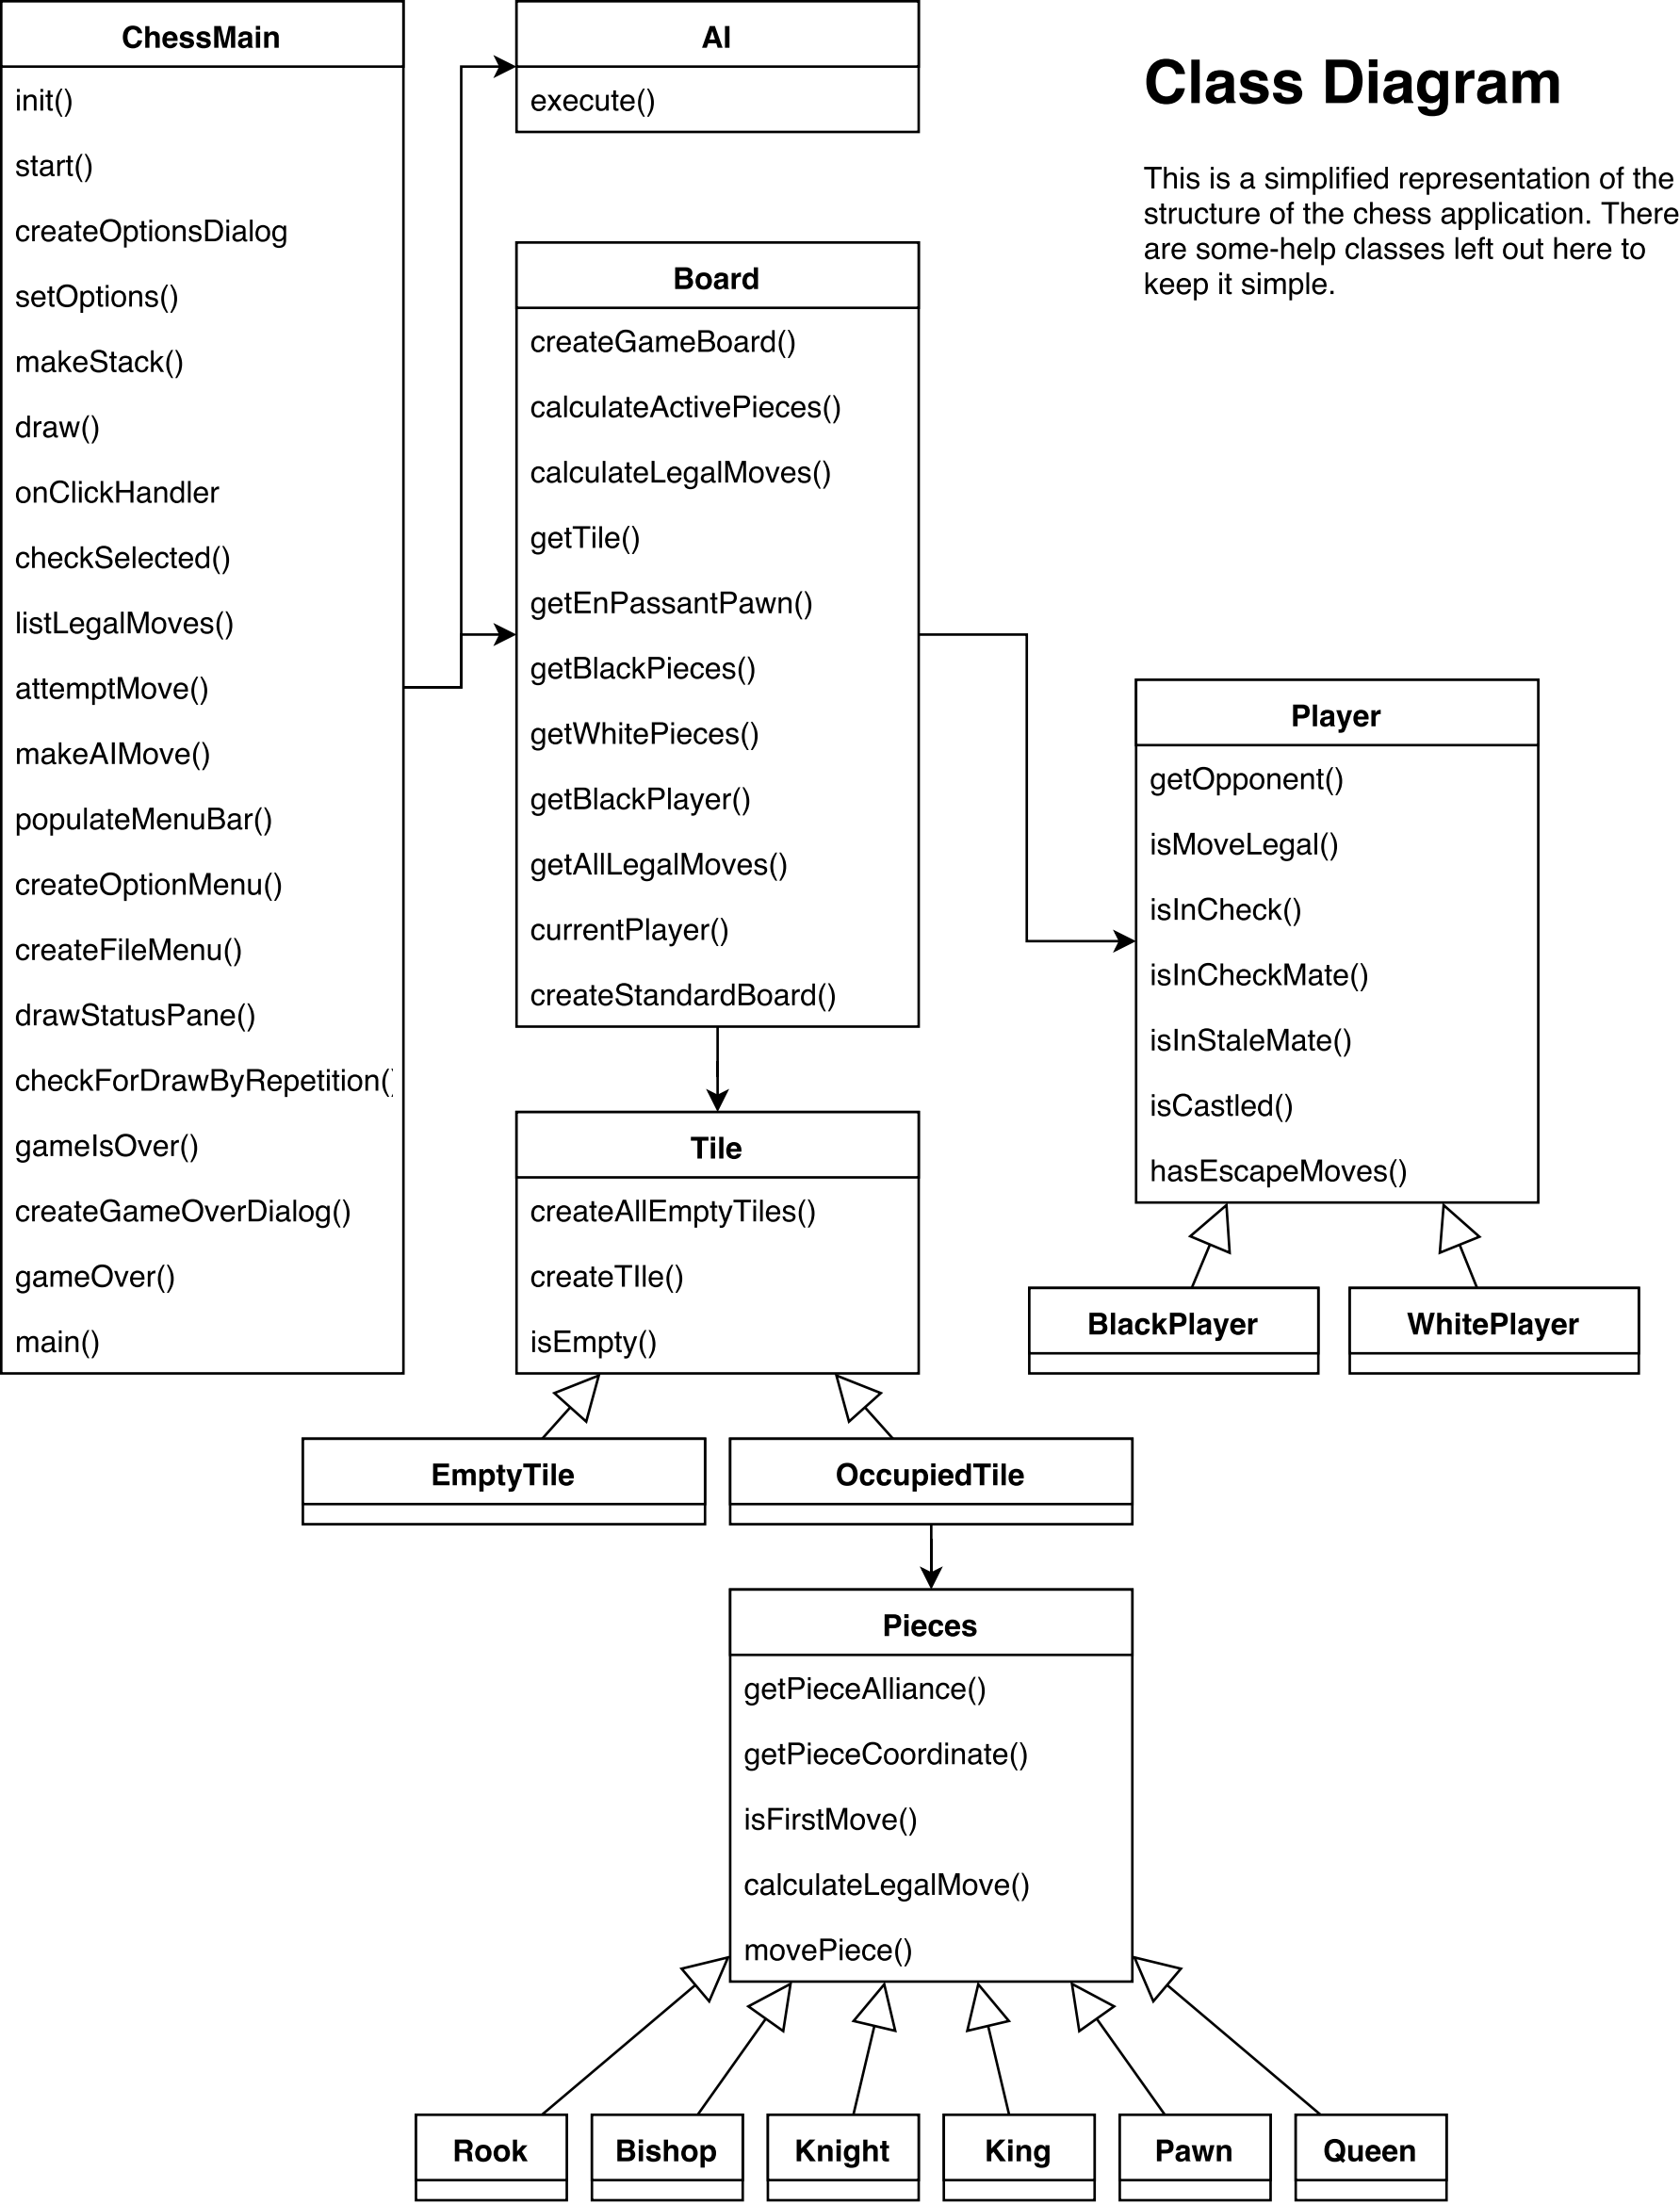 ChessMain
init()
start()
createOptionsDialog
setOptions()
makeStack()
draw()
onClickHandler
checkSelected()
listLegalMoves()
attemptMove()
makeAIMove()
populateMenuBar()
createOptionMenu()
createFileMenu()
drawStatusPane()
checkForDrawByRepetition()
gameIsOver()
createGameOverDialog()
gameOver()
main()
AI
execute()
Class Diagram
This is a simplified representation of the
structure of the chess application. There
are some-help classes left out here to
keep it simple.
Board
createGameBoard()
calculateActivePieces()
calculateLegalMoves()
getTile()
getEnPassantPawn()
getBlackPieces()
getWhitePieces()
getBlackPlayer()
getAllLegalMoves()
currentPlayer()
createStandardBoard()
Player
getOpponent()
isMoveLegal()
isInCheck()
isInCheckMate()
isInStaleMate()
isCastled()
hasEscapeMoves()
BlackPlayer
WhitePlayer
Tile
createAllEmptyTiles()
createTIle()
isEmpty()
EmptyTile
OccupiedTile
Pieces
getPieceAlliance()
getPieceCoordinate()
isFirstMove()
calculateLegalMove()
movePiece()
Rook
Bishop
Knight
King
Pawn
Queen